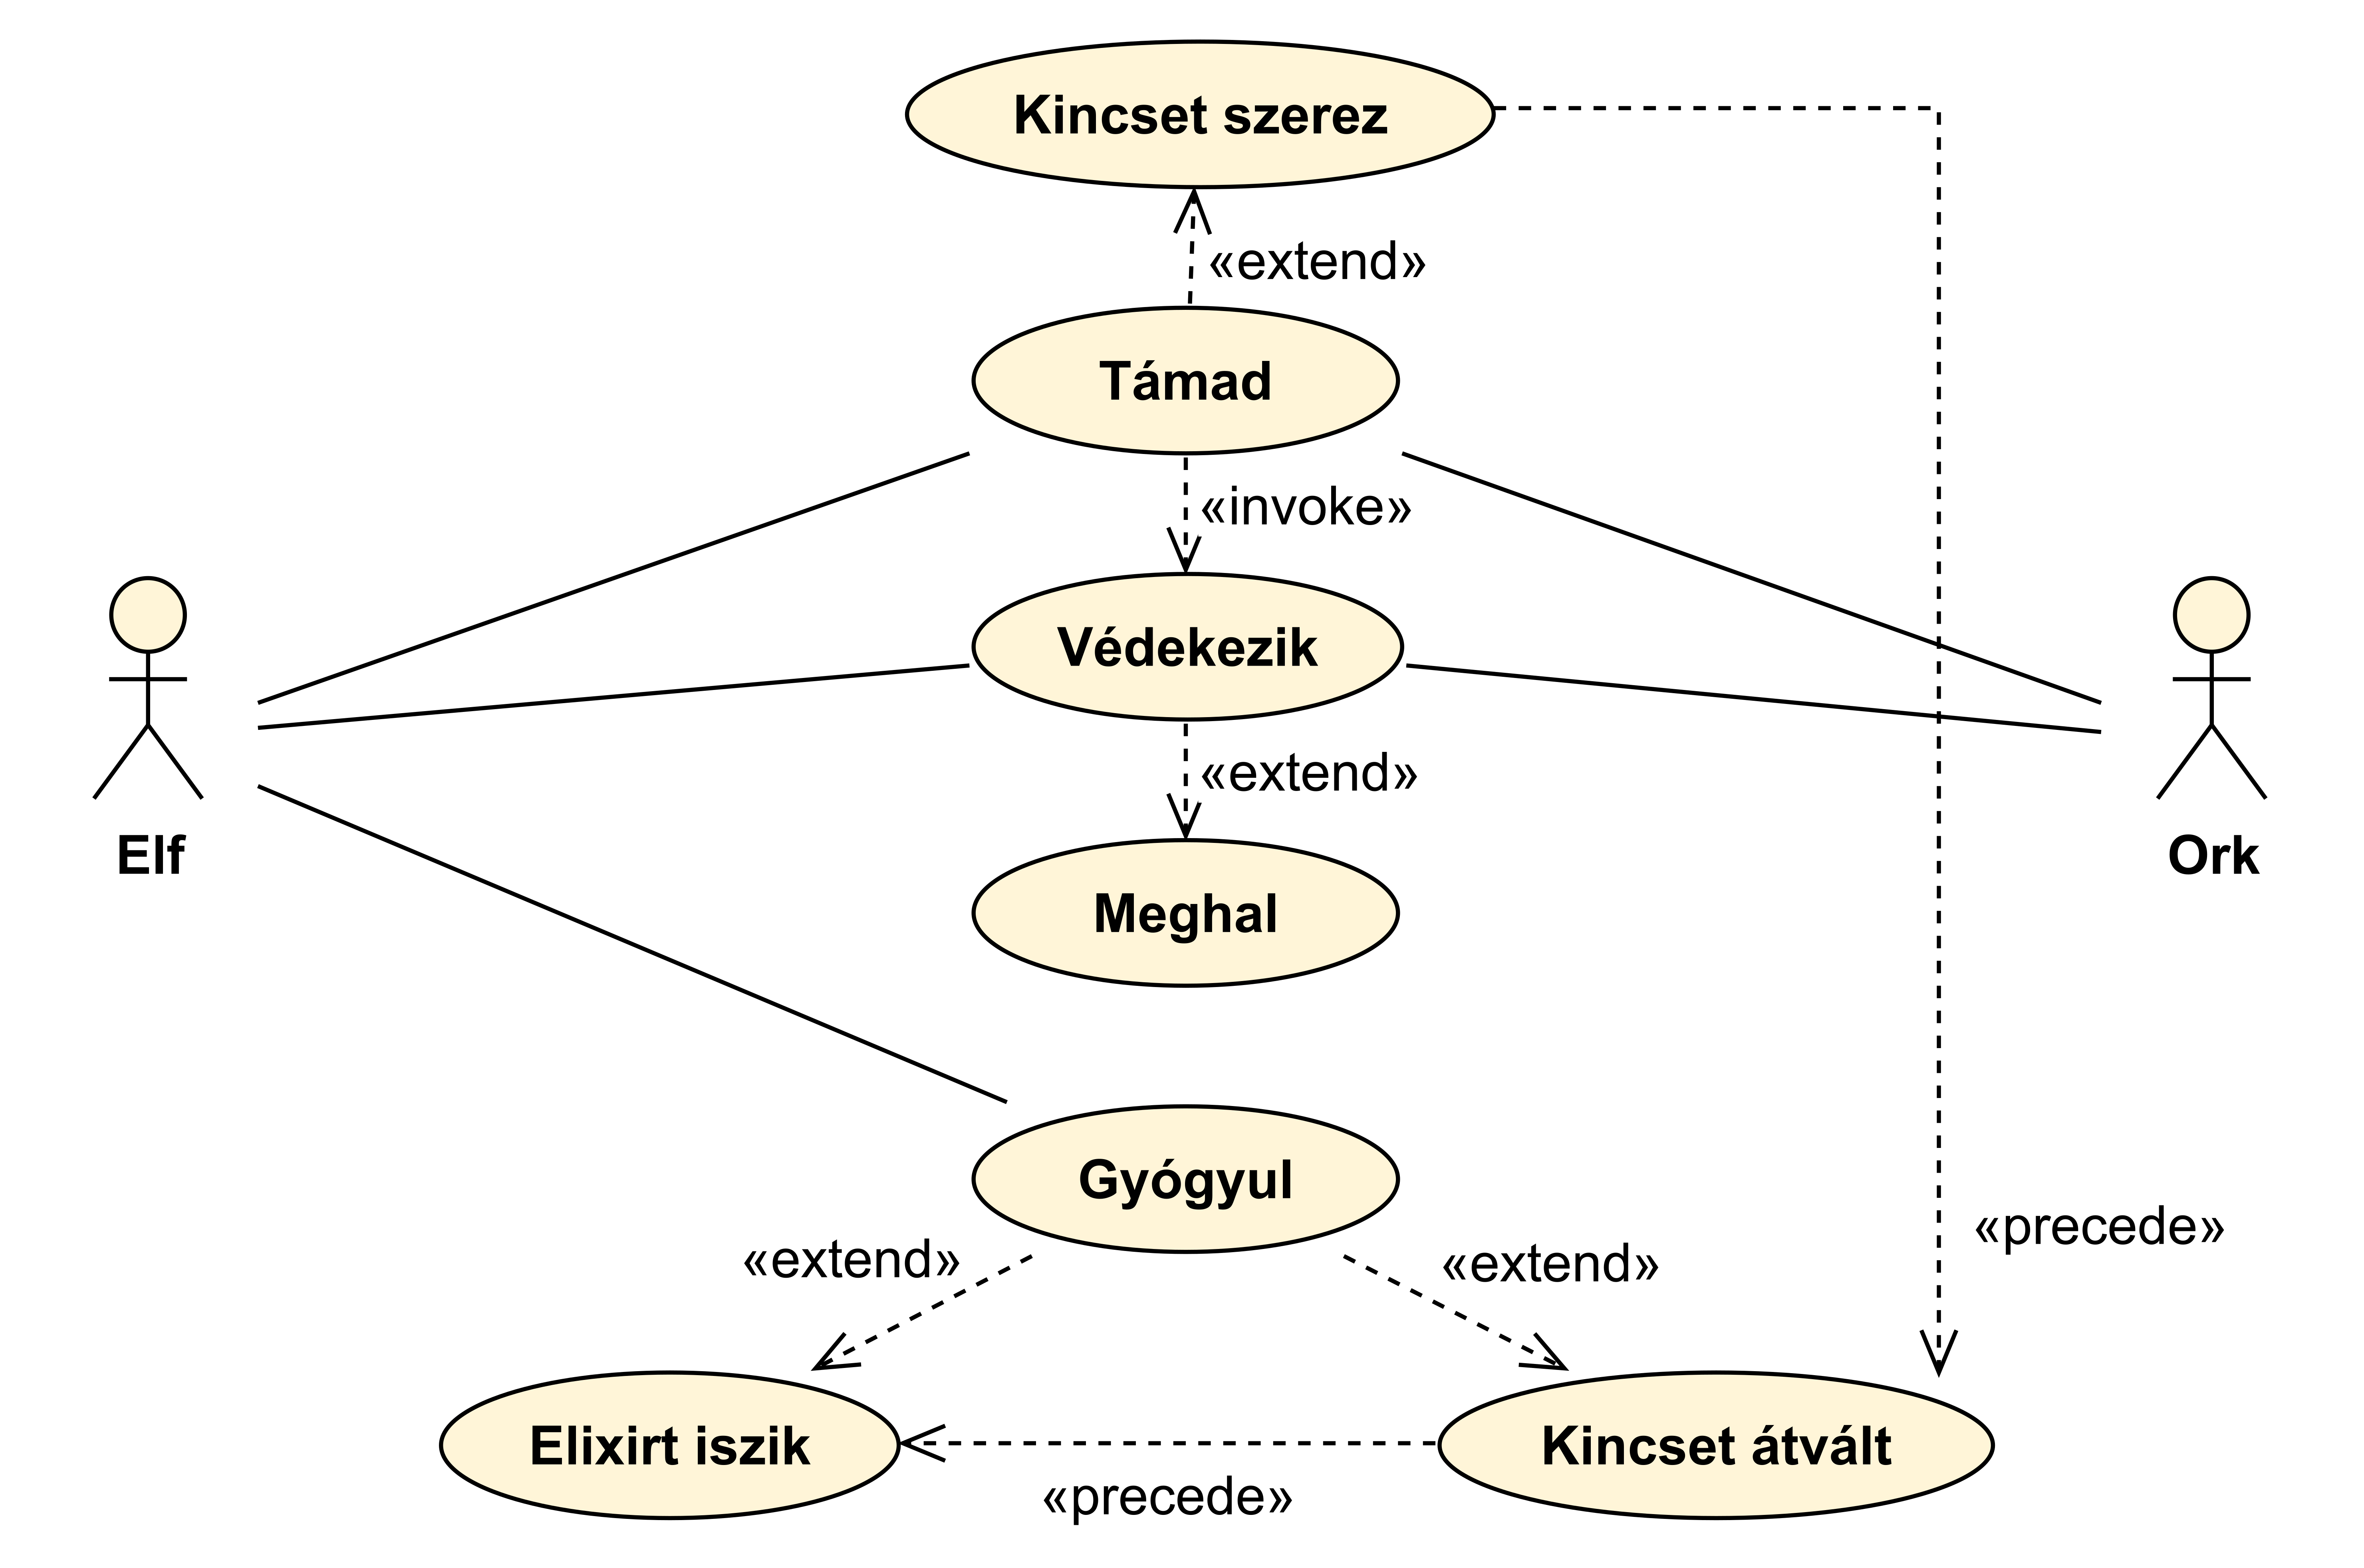 Kincset szerez
«extend»
Támad
«invoke»
Védekezik
«extend»
Elf
Ork
Meghal
Gyógyul
«extend»
«extend»
«precede»
Elixirt iszik
Kincset átvált
«precede»